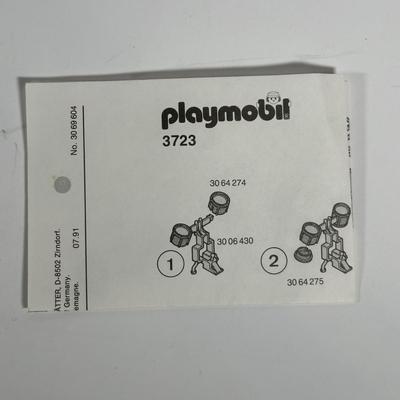 playmobil
3723
30 64 274
30 06 430
1
2
30 64 275
No. 30 69 604
07.91
ÄTTER, D-8502 Zirndorf.
Germany.
lemagne.